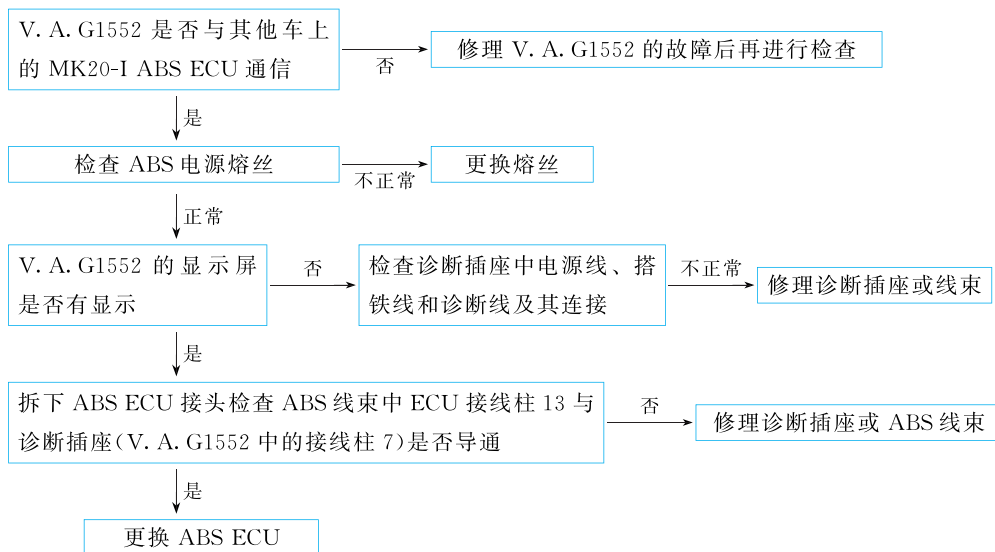 V.A.G1552 是否与其他车上
的 MK20-I ABS ECU 通信
否
修理 V.A.G1552 的故障后再进行检查
是
检查 ABS 电源熔丝
不正常
更换熔丝
正常
V.A.G1552 的显示屏
是否有显示
否
检查诊断插座中电源线、搭
铁线和诊断线及其连接
不正常
修理诊断插座或线束
是
拆下 ABS ECU 接头检查 ABS 线束中 ECU 接线柱 13 与
诊断插座(V.A.G1552 中的接线柱 7)是否导通
否
修理诊断插座或 ABS 线束
是
更换 ABS ECU